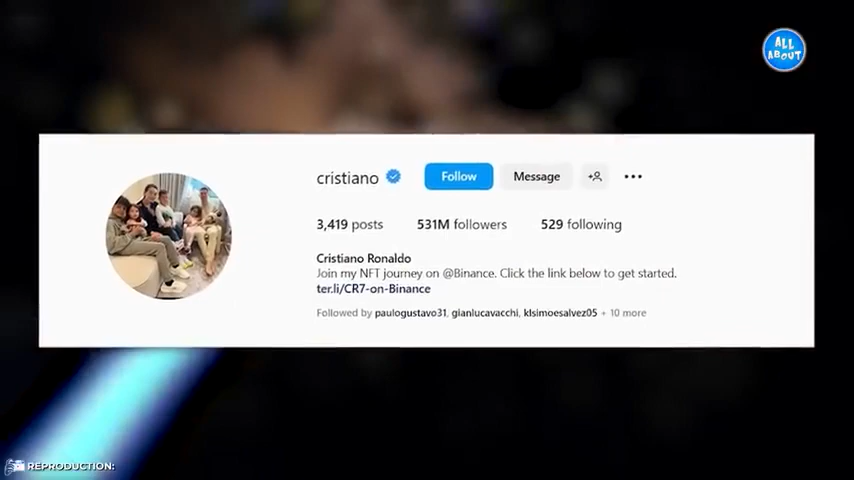 ALL
ABOUT
cristiano Follow Message
3,419 posts 531M followers 529 following
Cristiano Ronaldo
Join my NFT journey on @Binance. Click the link below to get started.
ter.li/CR7-on-Binance
Followed by paulogustavo31, gianlucavacchi, klsimoesalvez05 + 10 more
REPRODUCTION: